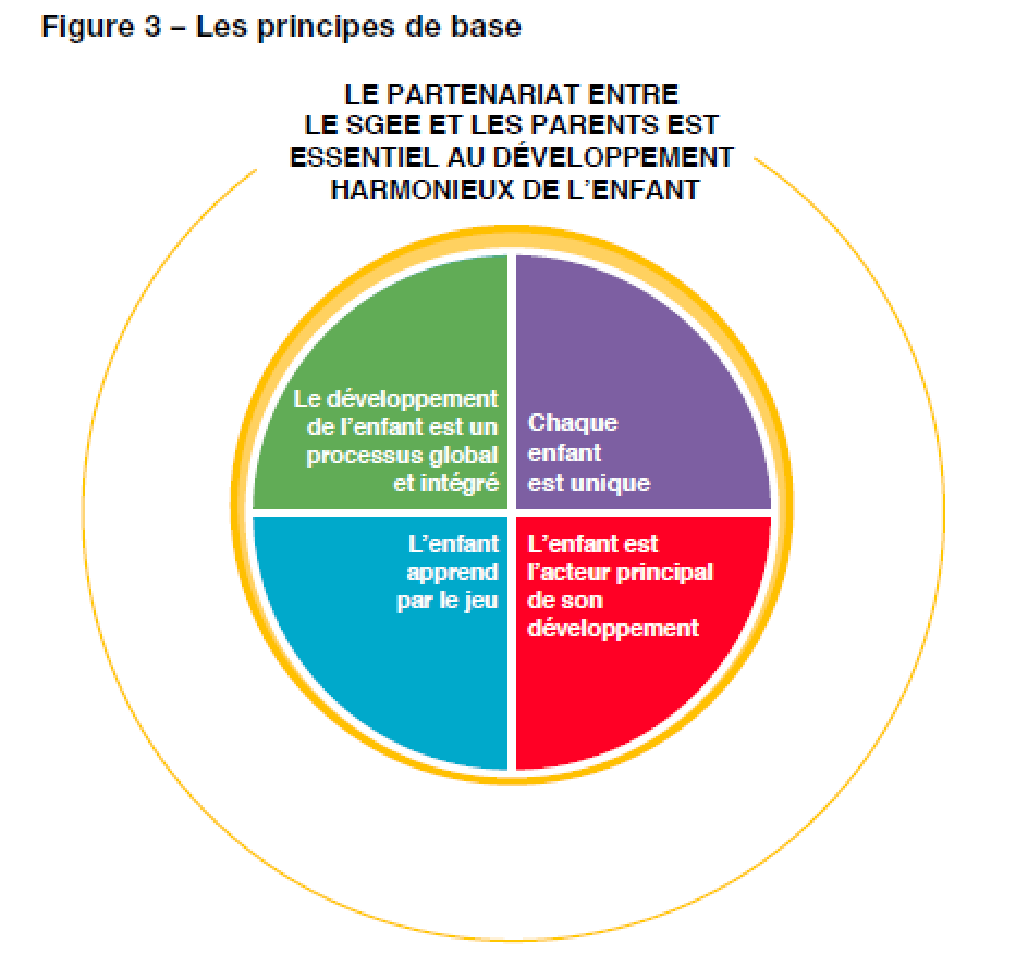 Figure 3 – Les principes de base
LE PARTENARIAT ENTRE
LE SGEE ET LES PARENTS EST
ESSENTIEL AU DÉVELOPPEMENT
HARMONIEUX DE L'ENFANT
Le développement
de l'enfant est un
processus global
et intégré
Chaque
enfant
est unique
L'enfant
apprend
par le jeu
L'enfant est
l'acteur principal
de son
développement